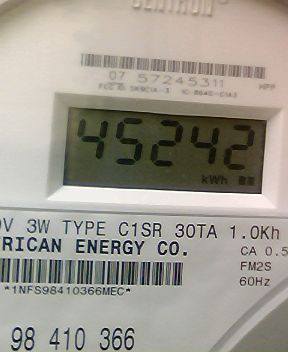 CENTRON
07 57245311
45242
kWh
V 3W TYPE C1SR 30TA 1.0Kh
RICAN ENERGY CO.
CA 0.5
FM2S
60Hz
*1NFS98410366MEC*
98 410 366